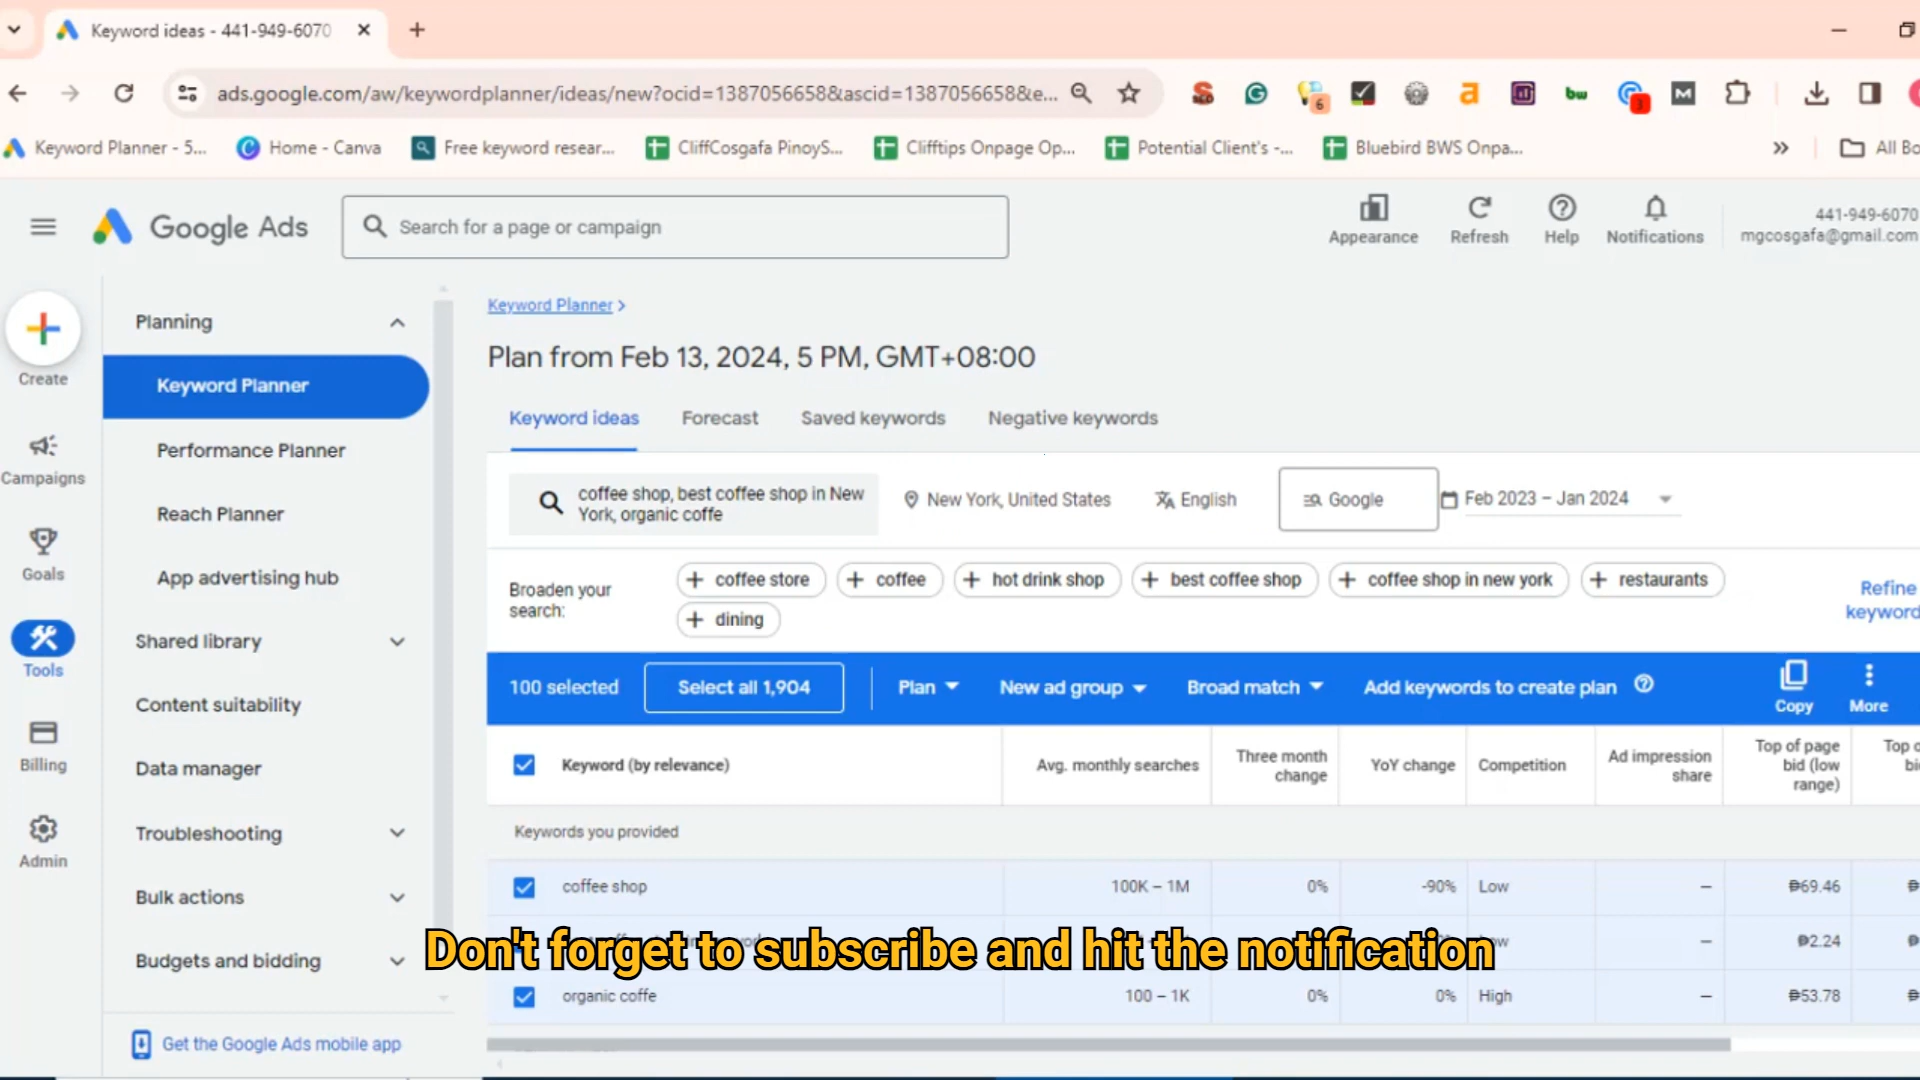 Keyword ideas - 441-949-6070
ads.google.com/aw/keywordplanner/ideas/new?ocid=1387056658&ascid=1387056658&e...
6
bw
3
Keyword Planner - 5...
Home - Canva
Free keyword resear...
CliffCosgafa PinoyS...
Clifftips Onpage Op...
Potential Client's -...
Bluebird BWS Onpa...
All Bo
Google Ads
Search for a page or campaign
Appearance
Refresh
Help
Notifications
441-949-6070
mgcosgafa@gmail.com
Create
Campaigns
Goals
Tools
Billing
Admin
Planning
Keyword Planner
Performance Planner
Reach Planner
App advertising hub
Shared library
Content suitability
Data manager
Troubleshooting
Bulk actions
Budgets and bidding
Get the Google Ads mobile app
Keyword Planner
Plan from Feb 13, 2024, 5 PM, GMT+08:00
Keyword ideas
Forecast
Saved keywords
Negative keywords
coffee shop, best coffee shop in New
York, organic coffe
New York, United States
English
Google
Feb 2023 – Jan 2024
Broaden your
search:
coffee store
coffee
hot drink shop
best coffee shop
coffee shop in new york
restaurants
dining
Refine
keyword
100 selected
Select all 1,904
Plan
New ad group
Broad match
Add keywords to create plan
Copy
More
Keyword (by relevance)
Avg. monthly searches
Three month
change
YoY change
Competition
Ad impression
share
Top of page
bid (low
range)
Top o
bi
Keywords you provided
coffee shop
100K – 1M
0%
-90%
Low
–
₱69.46
₱
–
₱2.24
₱
Don't forget to subscribe and hit the notification
organic coffe
100 – 1K
0%
0%
High
–
₱53.78
₱